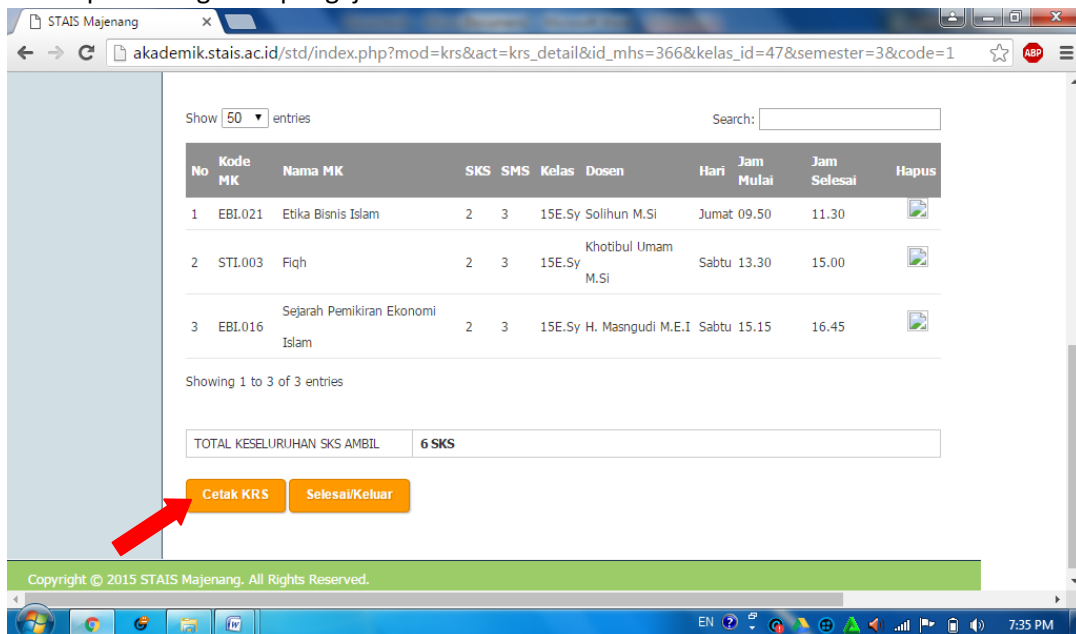 STAIS Majenang
akademik.stais.ac.id/std/index.php?mod=krs&act=krs_detail&id_mhs=366&kelas_id=47&semester=3&code=1
ABP
Show 50 entries Search:
No Kode MK Nama MK SKS SMS Kelas Dosen Hari Jam Mulai Jam Selesai Hapus
1 EBI.021 Etika Bisnis Islam 2 3 15E.Sy Solihun M.Si Jumat 09.50 11.30
2 STI.003 Fiqh 2 3 15E.Sy Khotibul Umam M.Si Sabtu 13.30 15.00
3 EBI.016 Sejarah Pemikiran Ekonomi Islam 2 3 15E.Sy H. Masngudi M.E.I Sabtu 15.15 16.45
Showing 1 to 3 of 3 entries
TOTAL KESELURUHAN SKS AMBIL 6 SKS
Cetak KRS Selesai/Keluar
Copyright © 2015 STAIS Majenang. All Rights Reserved.
EN 7:35 PM